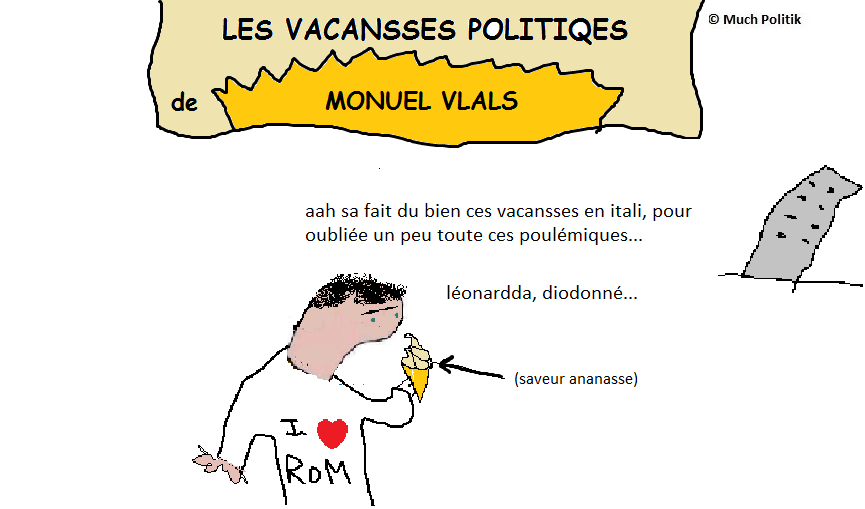 © Much Politik
LES VACANSSES POLITIQES
de
MONUEL VLALS
aah sa fait du bien ces vacansses en itali, pour
oubliée un peu toute ces poulémiques...
léonardda, diodonné...
(saveur ananasse)
I ❤
RoM